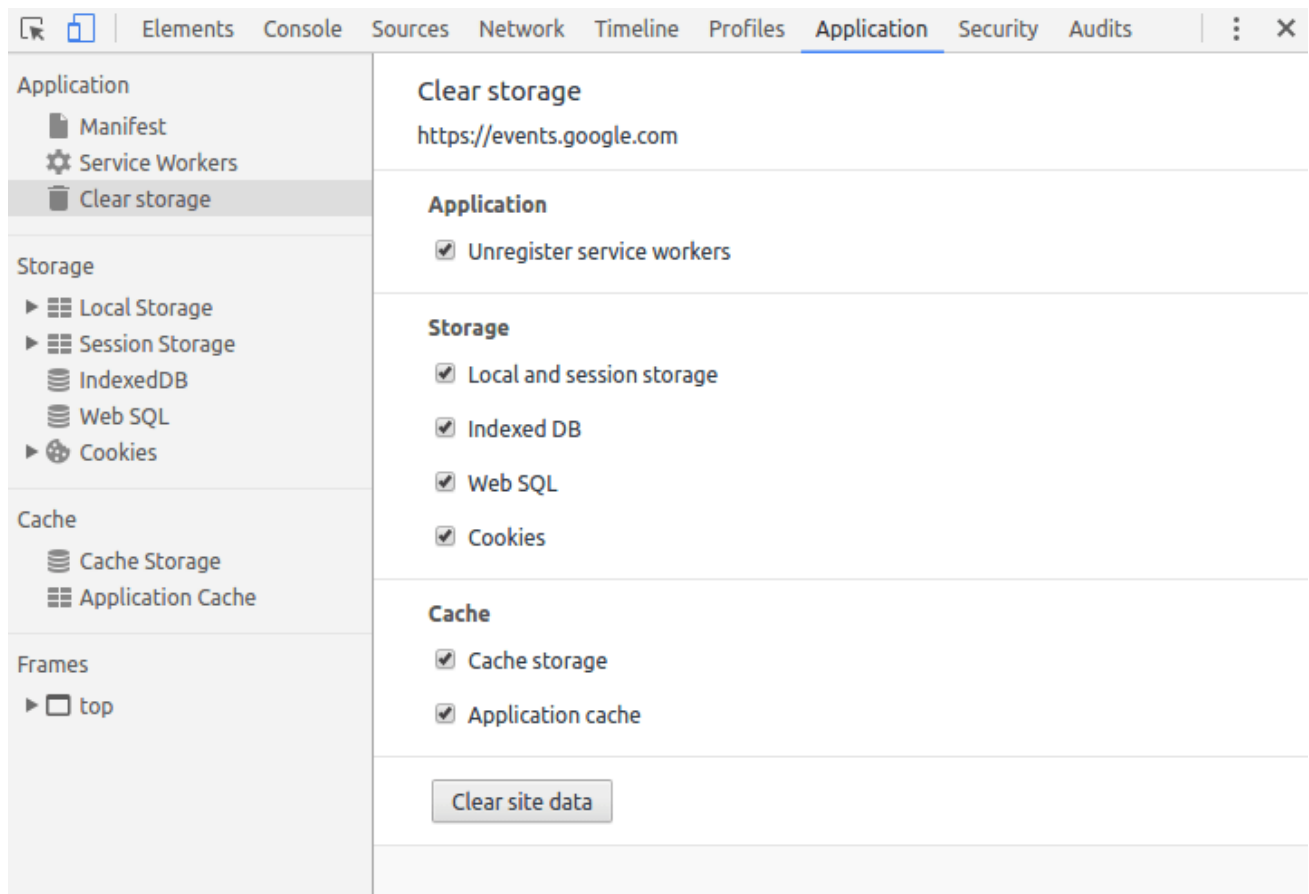 Elements Console Sources Network Timeline Profiles Application Security Audits
Application
Manifest
Service Workers
Clear storage
Storage
Local Storage
Session Storage
IndexedDB
Web SQL
Cookies
Cache
Cache Storage
Application Cache
Frames
top
Clear storage
https://events.google.com
Application
Unregister service workers
Storage
Local and session storage
Indexed DB
Web SQL
Cookies
Cache
Cache storage
Application cache
Clear site data